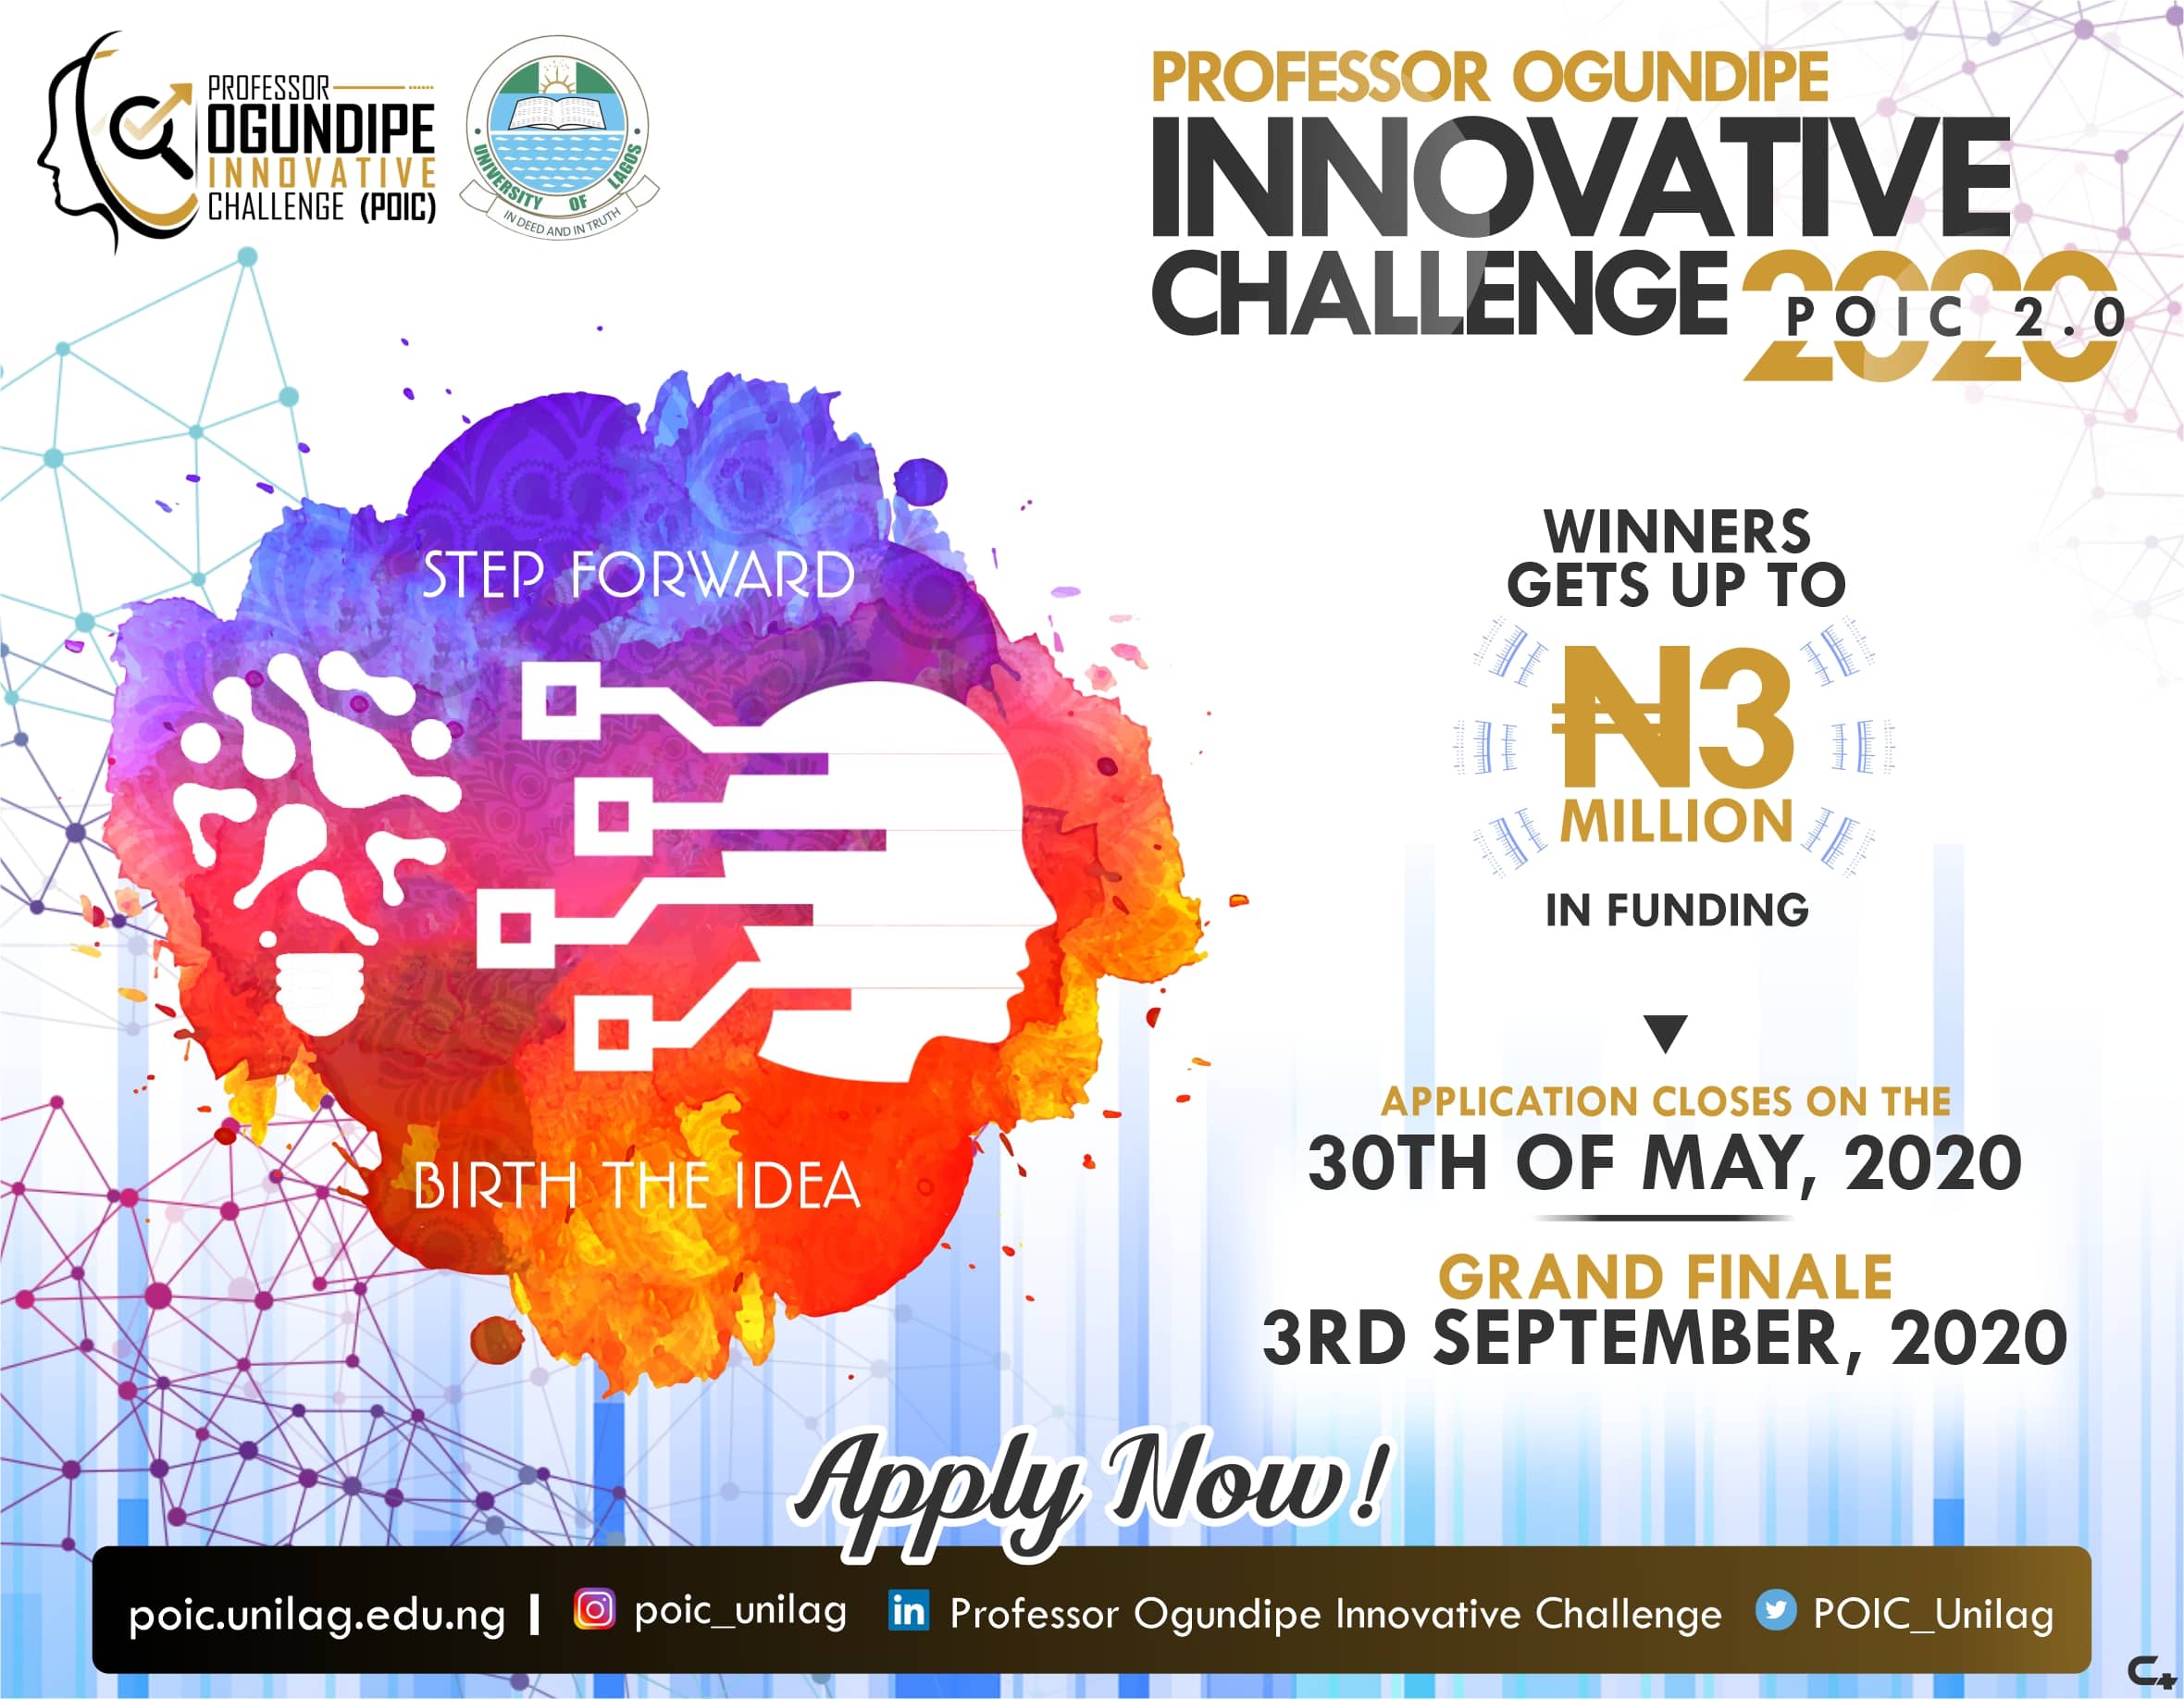 PROFESSOR
OGUNDIPE
INNOVATIVE
CHALLENGE (POIC)
UNIVERSITY OF LAGOS
IN DEED AND IN TRUTH
PROFESSOR OGUNDIPE
INNOVATIVE
CHALLENGE 2020
POIC 2.0
STEP FORWARD
BIRTH THE IDEA
WINNERS
GETS UP TO
₦3
MILLION
IN FUNDING
APPLICATION CLOSES ON THE
30TH OF MAY, 2020
GRAND FINALE
3RD SEPTEMBER, 2020
Apply Now!
poic.unilag.edu.ng | poic_unilag in Professor Ogundipe Innovative Challenge POIC_Unilag
C4